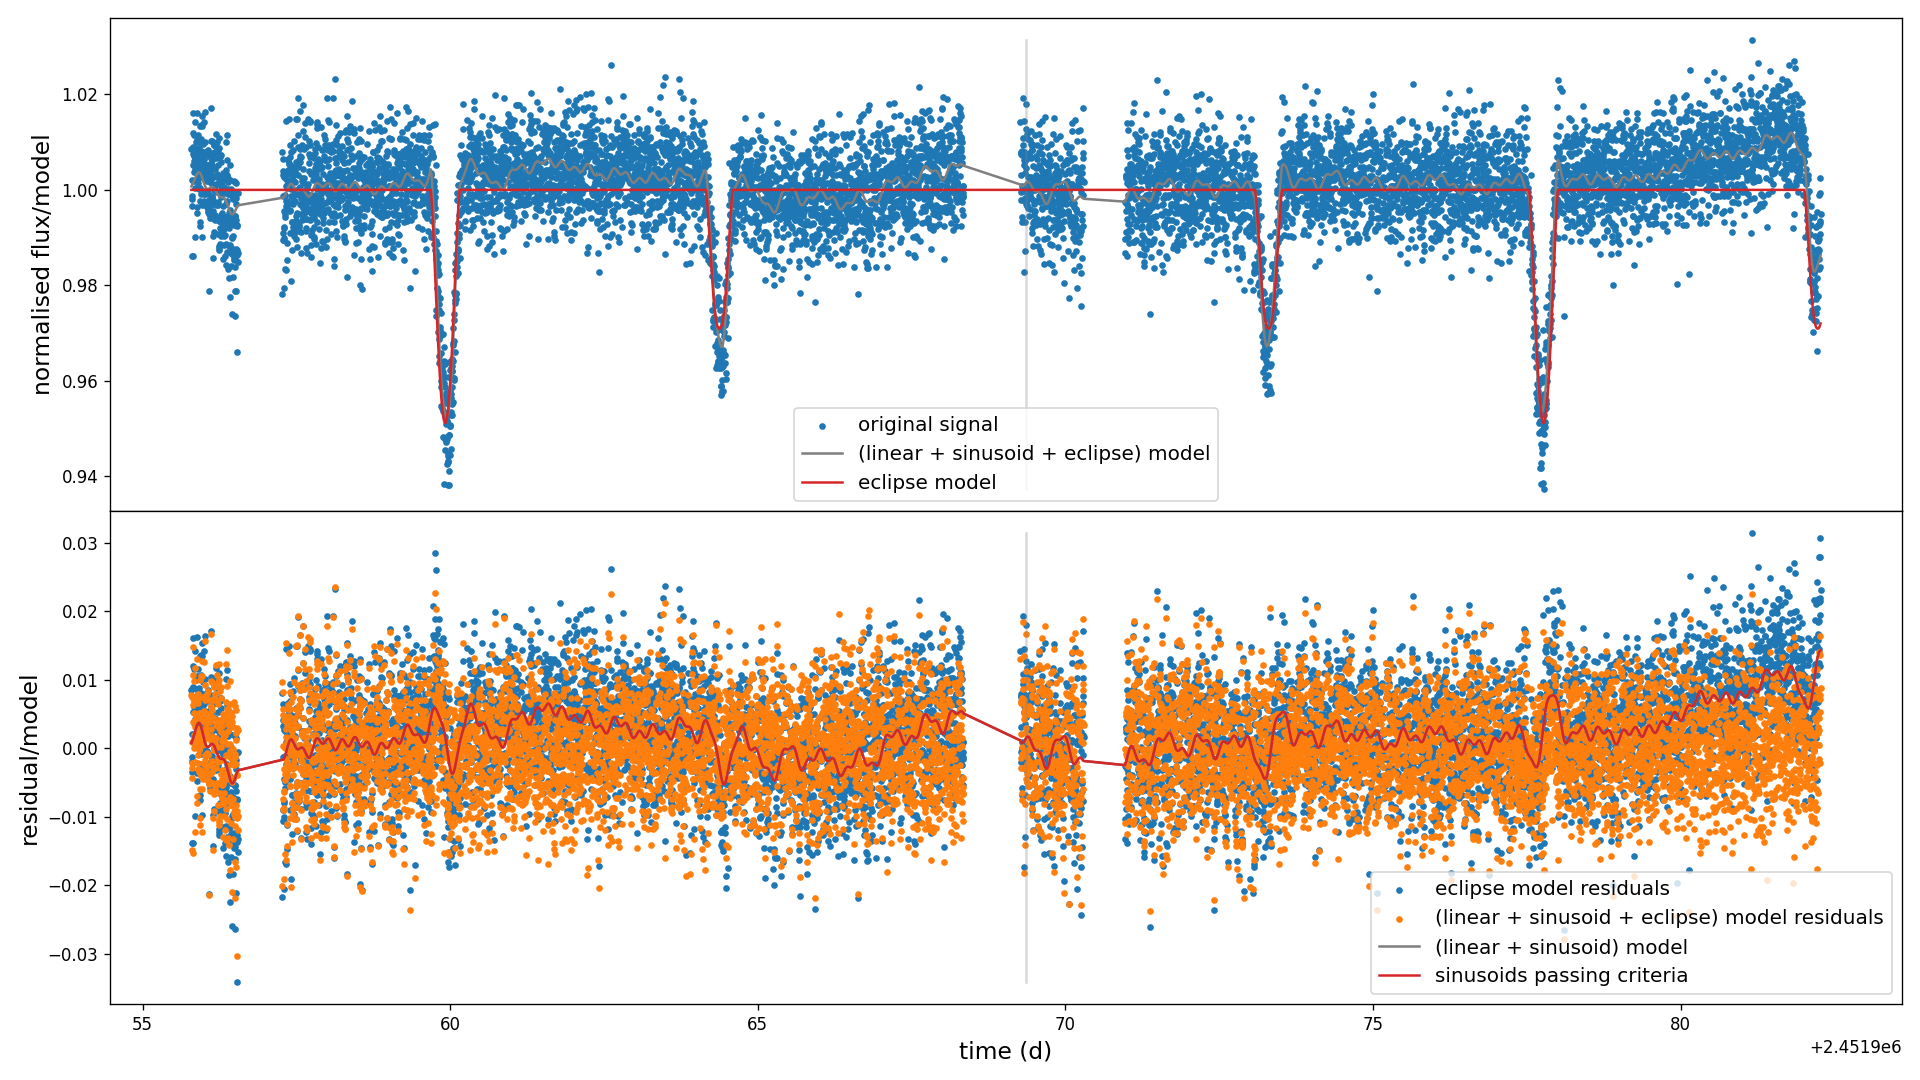 1.02
1.00
0.98
0.96
0.94
normalised flux/model
original signal
(linear + sinusoid + eclipse) model
eclipse model
0.03
0.02
0.01
0.00
−0.01
−0.02
−0.03
residual/model
eclipse model residuals
(linear + sinusoid + eclipse) model residuals
(linear + sinusoid) model
sinusoids passing criteria
55 60 65 70 75 80
time (d)
+2.4519e6